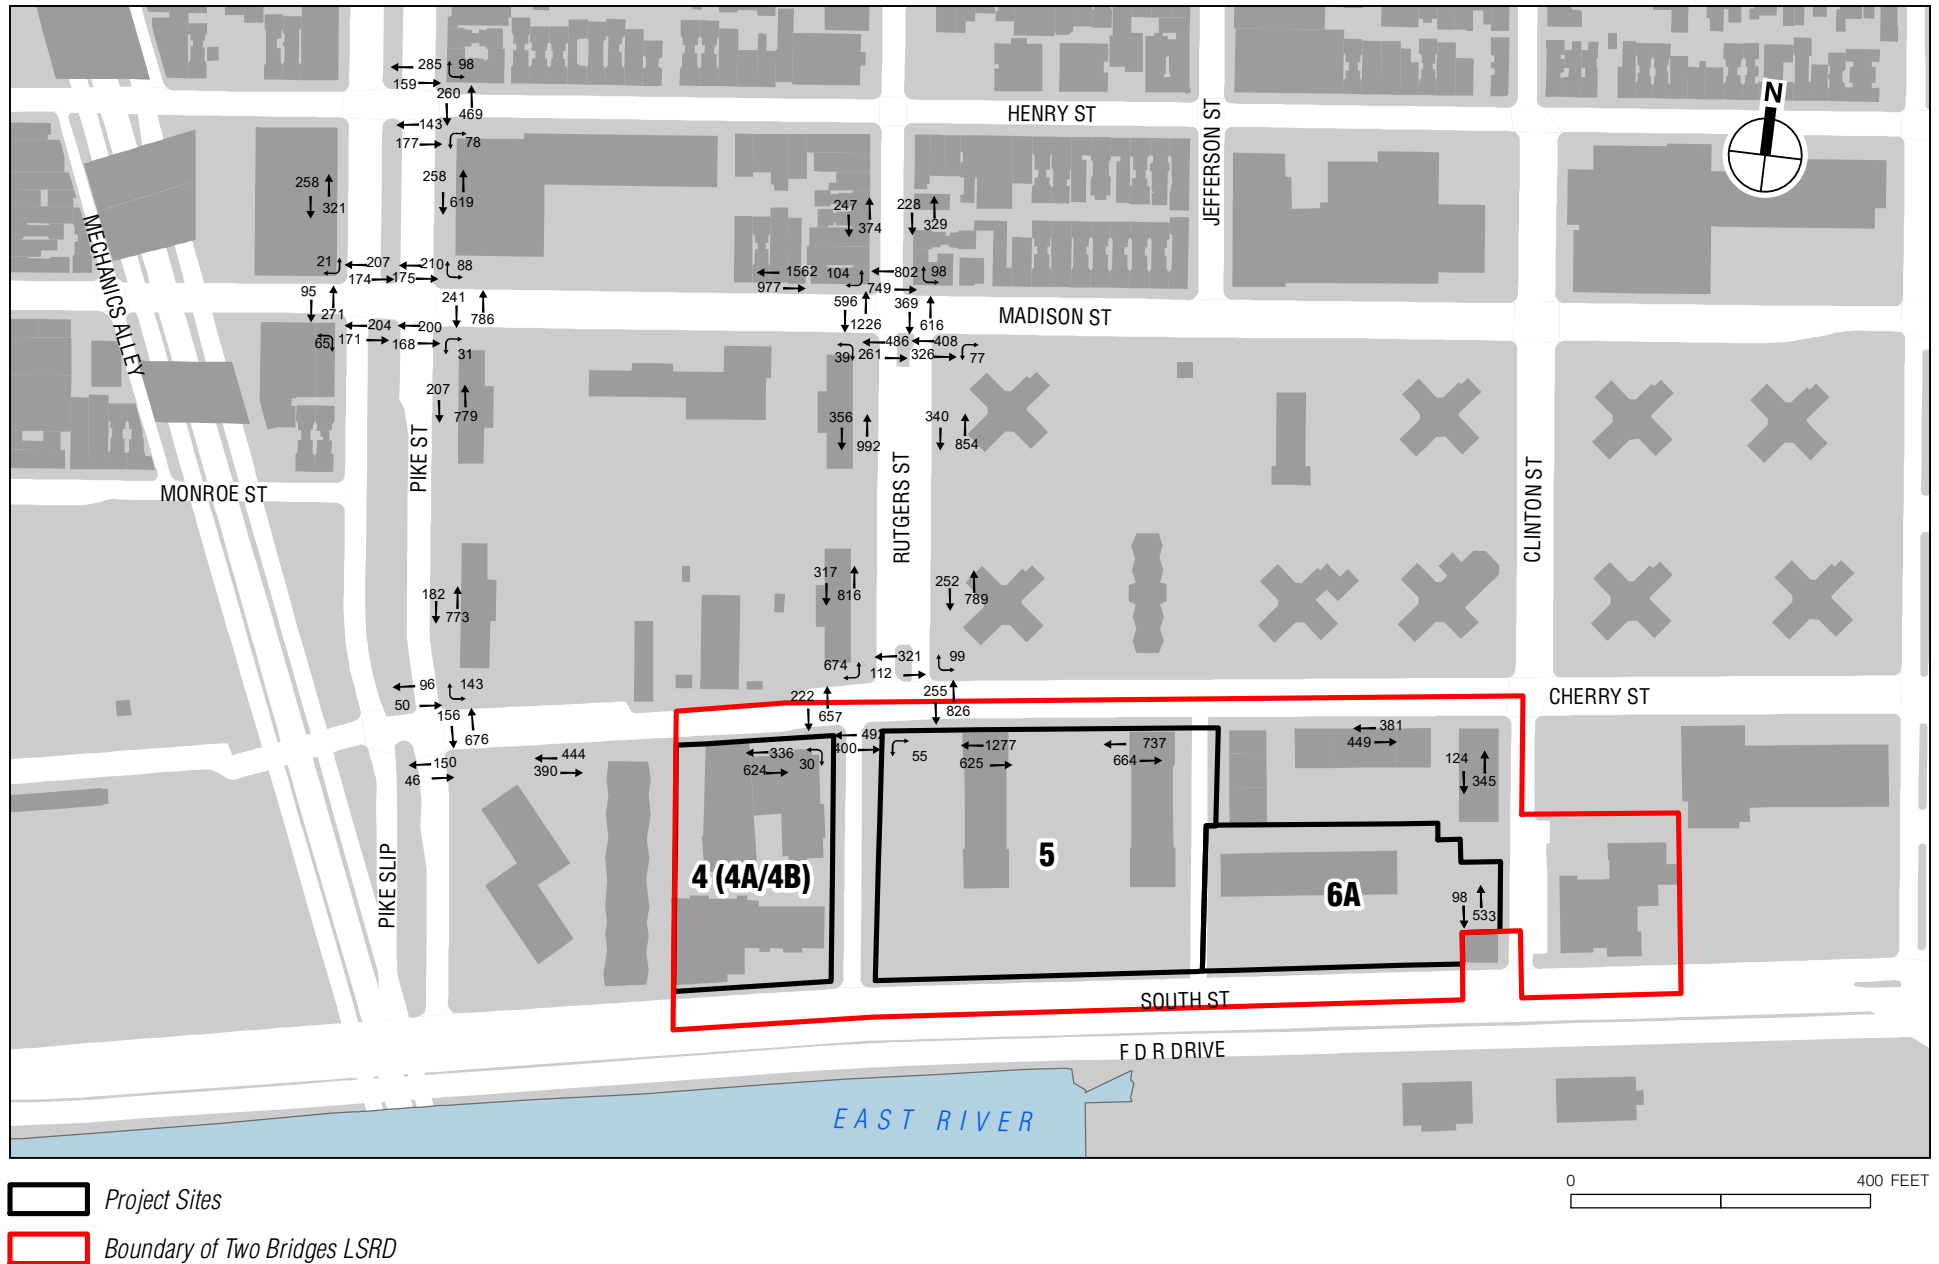 285 98
159
260
469
HENRY ST
N
143
177 78
JEFFERSON ST
258
321
258
619
247
374
228
329
MECHANICS ALLEY
21 207 210 88
174 175
1562 104 802 98
977 749
95
271
241
786
596
1226
369
616
MADISON ST
204 200
65 171 168 31
486 408
39 261 326 77
207
779
356
992
340
854
PIKE ST
RUTGERS ST
CLINTON ST
MONROE ST
182
773
317
816
252
789
321 99
674 112
96 143
50
156
676
222
657
255
826
CHERRY ST
150
46
444
390
336
624 30
492
400
55
1277
625
737
664
381
449
124
345
PIKE SLIP
4 (4A/4B)
5
6A
98
533
SOUTH ST
F D R DRIVE
EAST RIVER
0 400 FEET
Project Sites
Boundary of Two Bridges LSRD